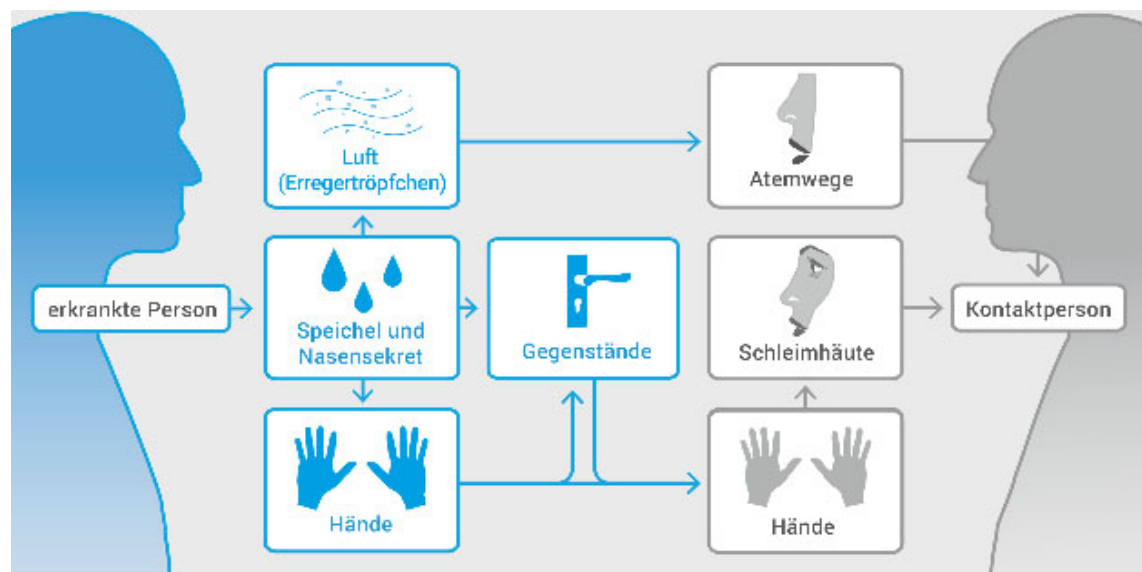 Luft
(Erregertröpfchen)
Atemwege
erkrankte Person
Speichel und
Nasensekret
Gegenstände
Schleimhäute
Kontaktperson
Hände
Hände